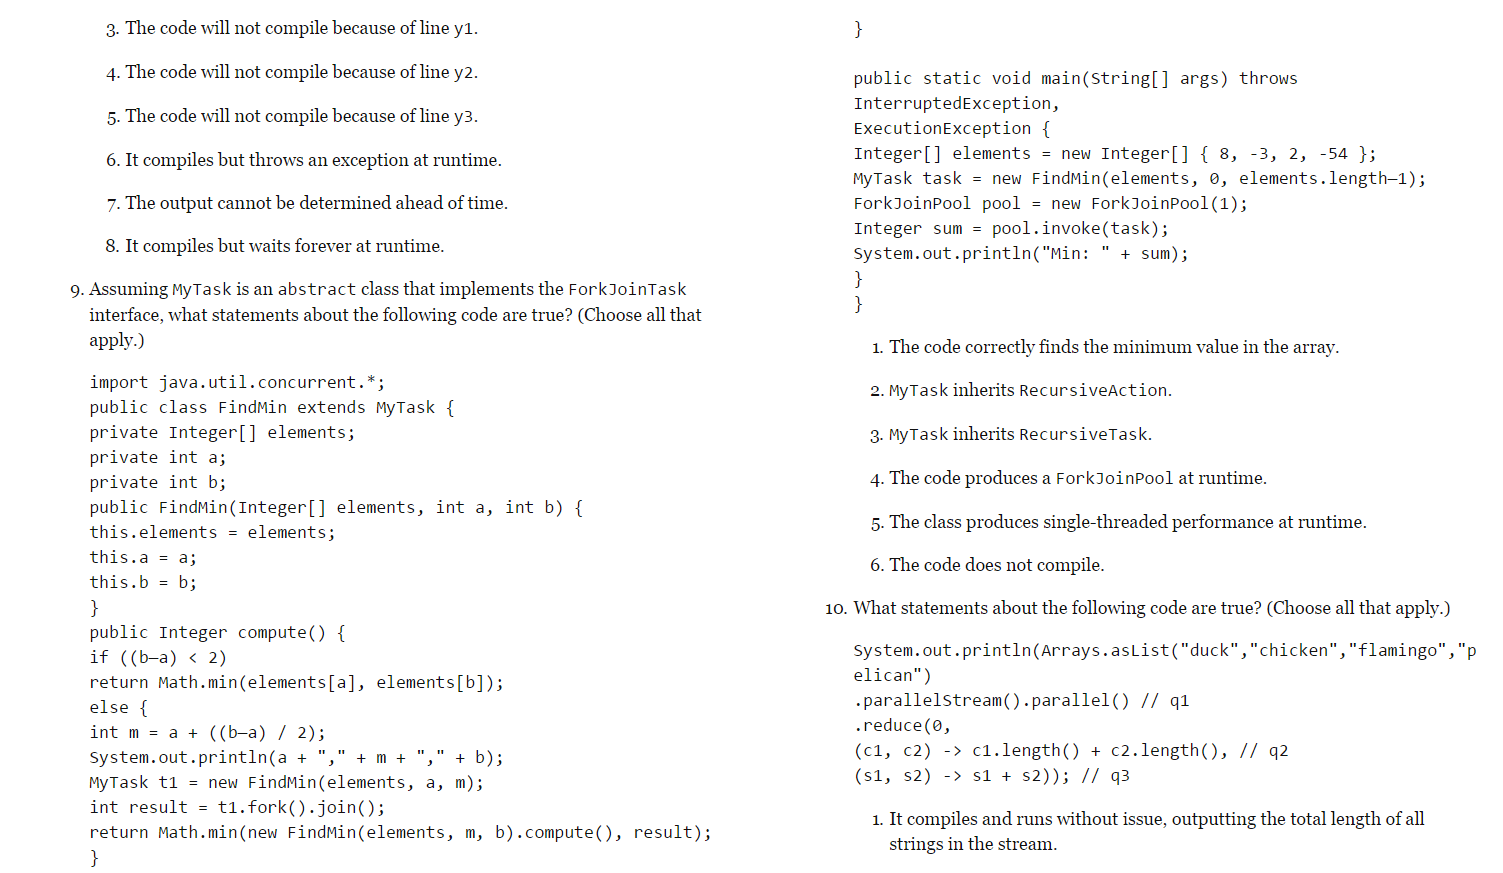 3. The code will not compile because of line y1.
4. The code will not compile because of line y2.
5. The code will not compile because of line y3.
6. It compiles but throws an exception at runtime.
7. The output cannot be determined ahead of time.
8. It compiles but waits forever at runtime.
9. Assuming MyTask is an abstract class that implements the ForkJoinTask
interface, what statements about the following code are true? (Choose all that
apply.)
import java.util.concurrent.*;
public class FindMin extends MyTask {
private Integer[] elements;
private int a;
private int b;
public FindMin(Integer[] elements, int a, int b) {
this.elements = elements;
this.a = a;
this.b = b;
}
public Integer compute() {
if ((b–a) < 2)
return Math.min(elements[a], elements[b]);
else {
int m = a + ((b–a) / 2);
System.out.println(a + "," + m + "," + b);
MyTask t1 = new FindMin(elements, a, m);
int result = t1.fork().join();
return Math.min(new FindMin(elements, m, b).compute(), result);
}
}
public static void main(String[] args) throws
InterruptedException,
ExecutionException {
Integer[] elements = new Integer[] { 8, -3, 2, -54 };
MyTask task = new FindMin(elements, 0, elements.length–1);
ForkJoinPool pool = new ForkJoinPool(1);
Integer sum = pool.invoke(task);
System.out.println("Min: " + sum);
}
}
1. The code correctly finds the minimum value in the array.
2. MyTask inherits RecursiveAction.
3. MyTask inherits RecursiveTask.
4. The code produces a ForkJoinPool at runtime.
5. The class produces single-threaded performance at runtime.
6. The code does not compile.
10. What statements about the following code are true? (Choose all that apply.)
System.out.println(Arrays.asList("duck","chicken","flamingo","p
elican")
.parallelStream().parallel() // q1
.reduce(0,
(c1, c2) -> c1.length() + c2.length(), // q2
(s1, s2) -> s1 + s2)); // q3
1. It compiles and runs without issue, outputting the total length of all
strings in the stream.